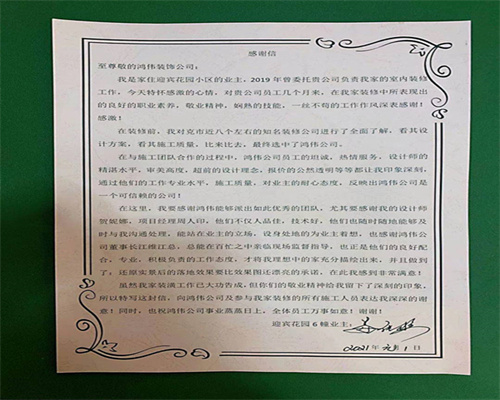 感谢信
至尊敬的鸿伟装饰公司：
我是家住迎宾花园小区的业主，2019年曾委托贵公司负责我家的室内装修
工作，今天特怀感激的心情，对贵公司员工几个月来，在我家装修中所表现出
的良好的职业素养，敬业精神，娴熟的技能，一丝不苟的工作作风深表感谢！
感激！
在装修前，我对克市近八个左右的知名装修公司进行了全面了解，看其设
计方案，看其施工质量，比来比去，最终选中了鸿伟公司。
在与施工团队合作的过程中，鸿伟公司员工的坦诚，热情服务，设计师的
精湛水平，审美高度，超前的设计理念，报价的公然透明等等都让我印象深刻，
通过他们的工作专业水平，施工质量，对业主的耐心态度，反映出鸿伟公司是
一个可信赖的公司！
在这里，我要感谢鸿伟能够派出如此优秀的团队，尤其要感谢我的设计师
贺妮娜，项目经理周人印，他们不仅人品佳，技术好，他们也随时随地能够及
时与我沟通处理，能站在业主的立场，设身处地的为业主着想，也感谢鸿伟公
司董事长江维江总，总能在百忙之中亲临现场监督指导，也正是他们的良好配
合，专业，积极负责的工作态度，才将我理想中的家充分描绘出来，并且做到
了：还原实景后的落地效果要比效果图还漂亮的承诺，在此我感到非常满意！
虽然我家装潢工作已大功告成，但你们的敬业精神给我留下了深刻的印象，
所以特写这封信，向鸿伟公司及参与我家装修的所有施工人员表达我深深的谢
意！同时，也祝鸿伟公司事业蒸蒸日上，全体员工万事如意！谢谢！
迎宾花园6幢业主：
2021年元月1日